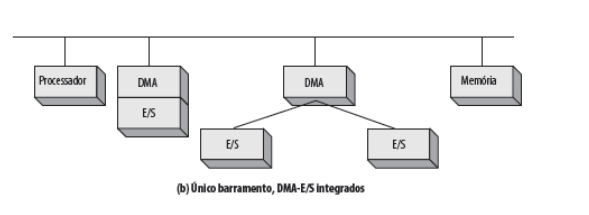 Processador
DMA
E/S
DMA
Memória
E/S
E/S
(b) Único barramento, DMA-E/S integrados